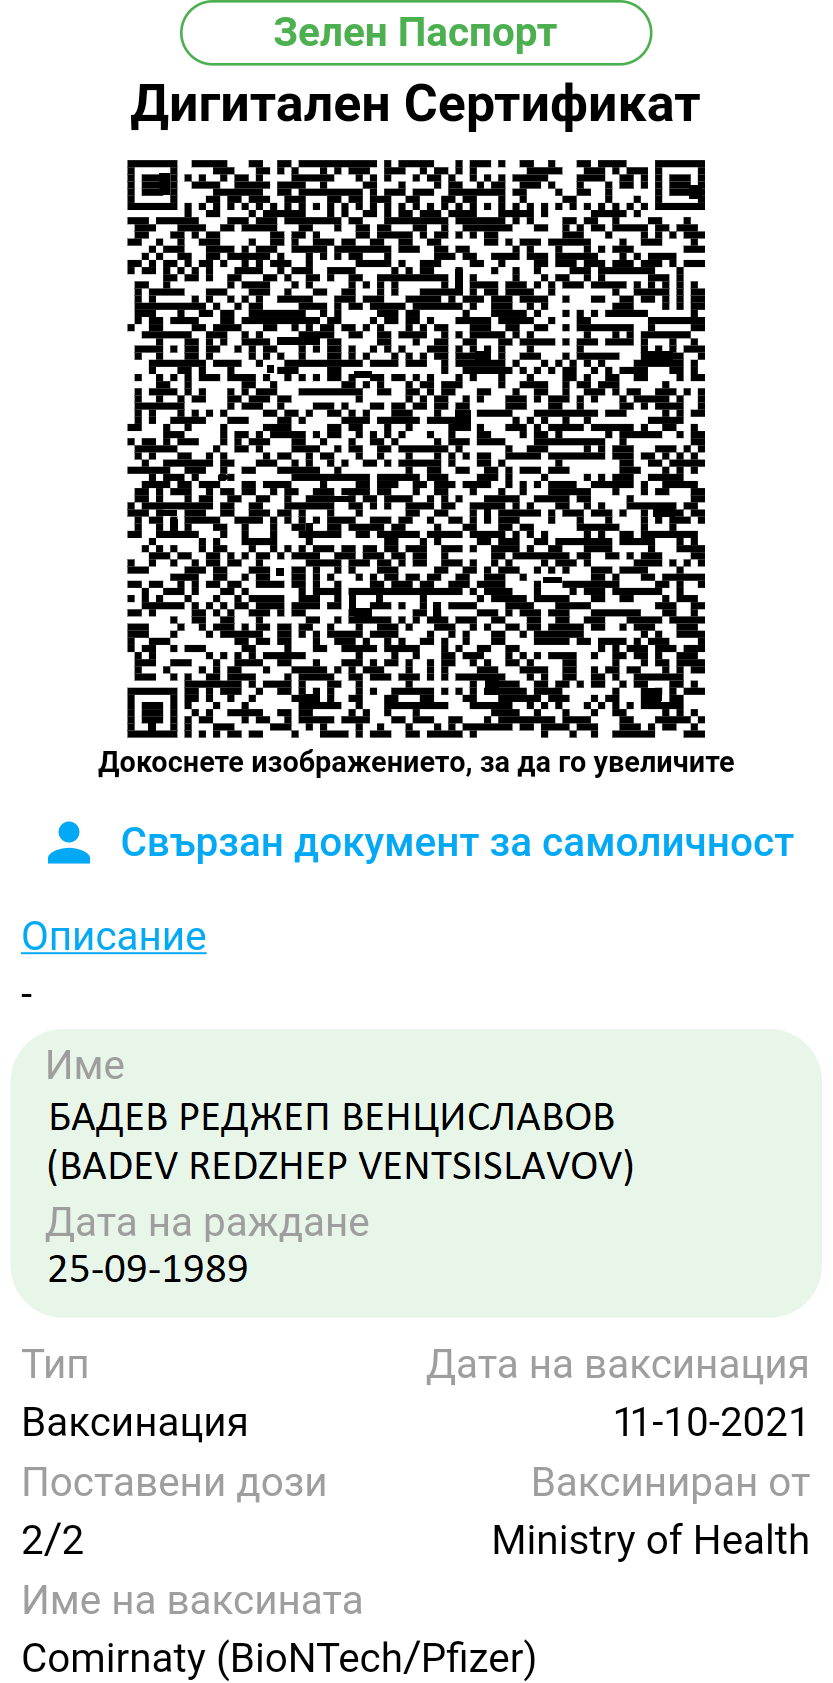 Зелен Паспорт
Дигитален Сертификат
Докоснете изображението, за да го увеличите
Свързан документ за самоличност
Описание
-
Име
БАДЕВ РЕДЖЕП ВЕНЦИСЛАВОВ
(BADEV REDZHEP VENTSISLAVOV)
Дата на раждане
25-09-1989
Тип Дата на ваксинация
Ваксинация 11-10-2021
Поставени дози Ваксиниран от
2/2 Ministry of Health
Име на ваксината
Comirnaty (BioNTech/Pfizer)